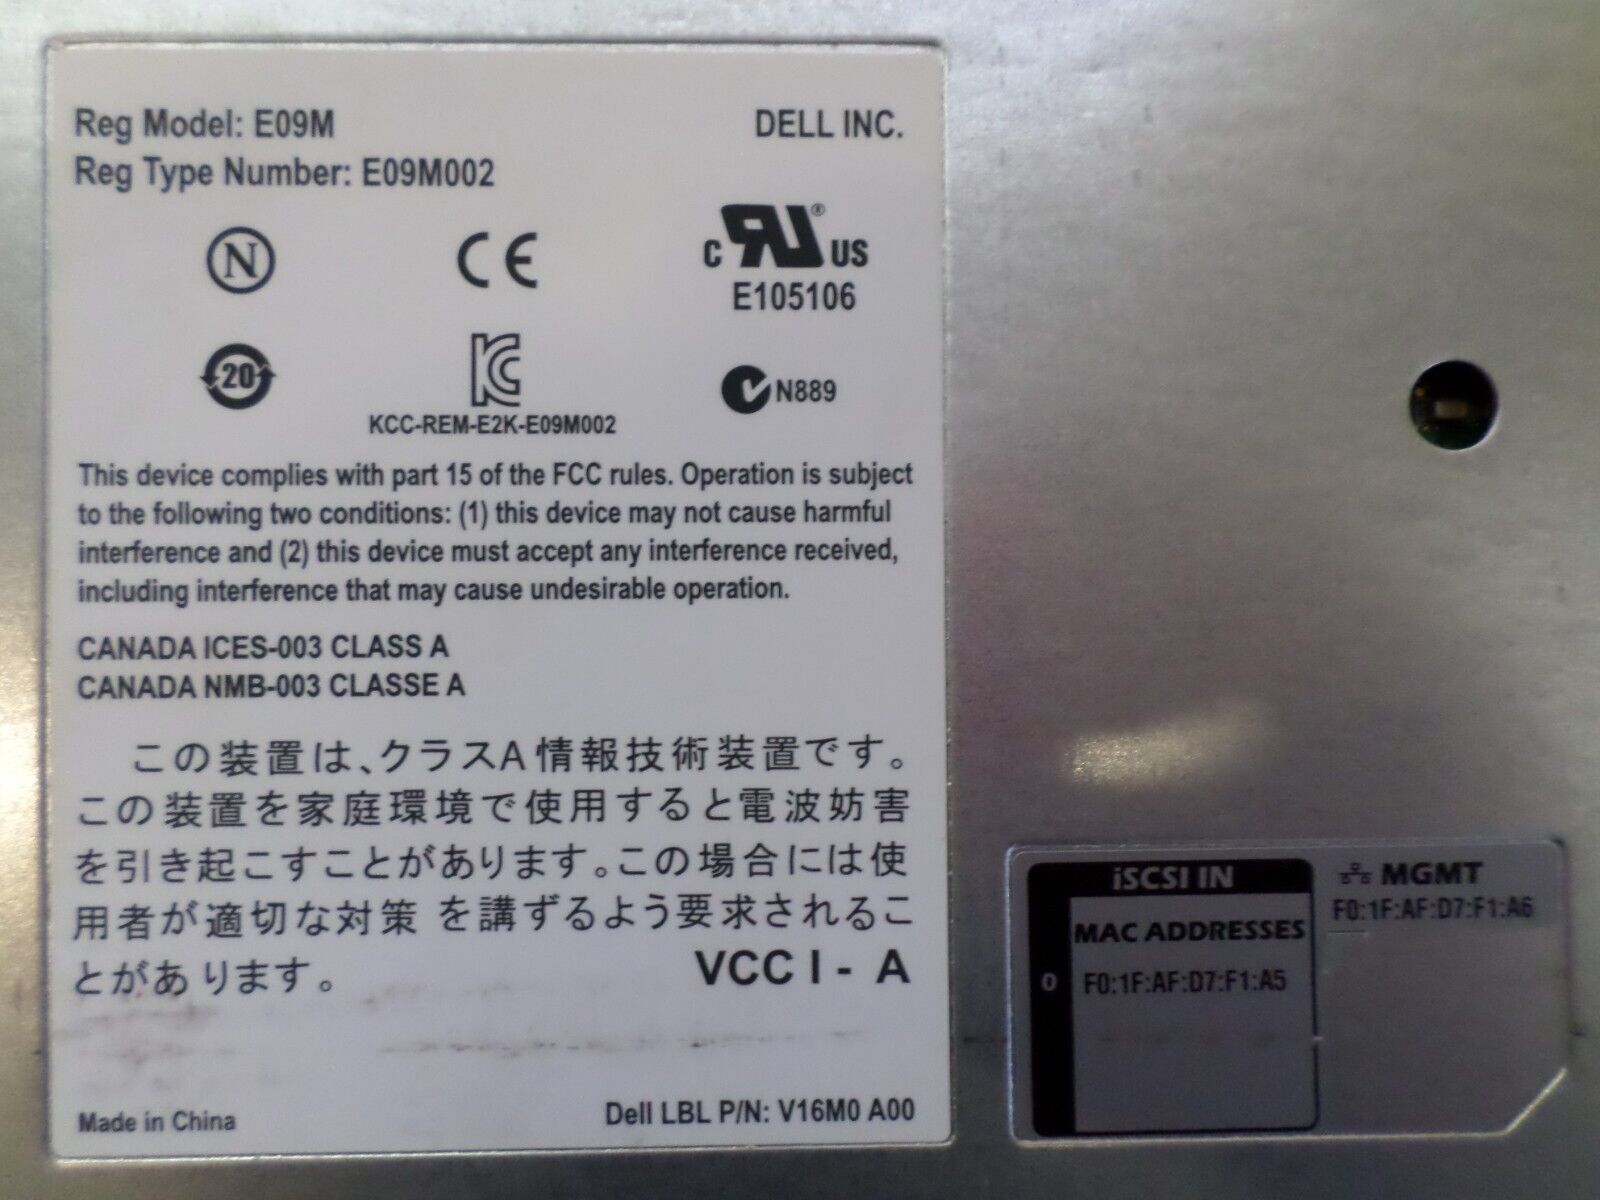 Reg Model: E09M
DELL INC.
Reg Type Number: E09M002
N
CE
C RU® US
E105106
20
KC
KCC-REM-E2K-E09M002
N889
This device complies with part 15 of the FCC rules. Operation is subject
to the following two conditions: (1) this device may not cause harmful
interference and (2) this device must accept any interference received,
including interference that may cause undesirable operation.
CANADA ICES-003 CLASS A
CANADA NMB-003 CLASSE A
この装置は、クラスA情報技術装置です。
この装置を家庭環境で使用すると電波妨害
を引き起こすことがあります。この場合には使
用者が適切な対策 を講ずるよう要求されるこ
とがあります。
VCC I - A
Made in China
Dell LBL P/N: V16M0 A00
iSCSI IN
MAC ADDRESSES
0 F0:1F:AF:D7:F1:A5
MGMT
F0:1F:AF:D7:F1:A6